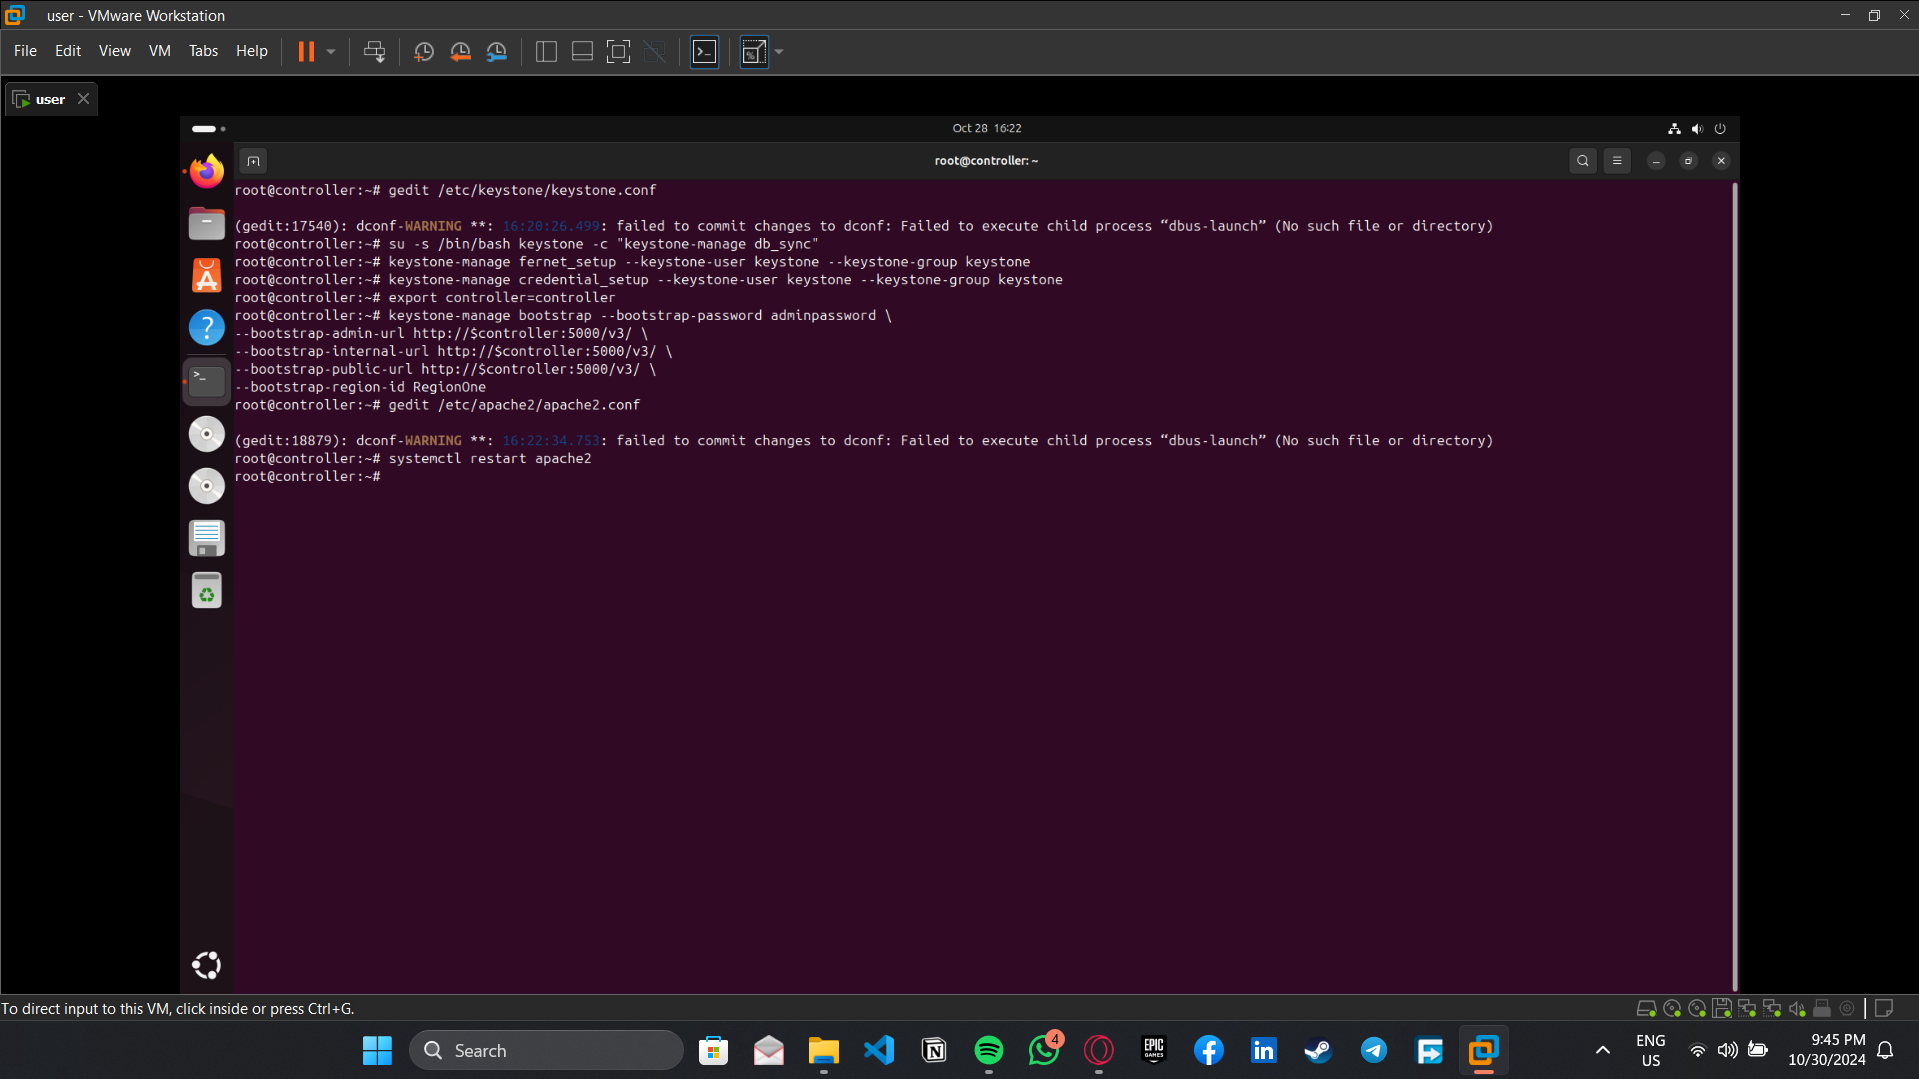 user - VMware Workstation
File Edit View VM Tabs Help
user
Oct 28 16:22
root@controller: ~
root@controller:~# gedit /etc/keystone/keystone.conf
(gedit:17540): dconf-WARNING **: 16:20:26.499: failed to commit changes to dconf: Failed to execute child process “dbus-launch” (No such file or directory)
root@controller:~# su -s /bin/bash keystone -c "keystone-manage db_sync"
root@controller:~# keystone-manage fernet_setup --keystone-user keystone --keystone-group keystone
root@controller:~# keystone-manage credential_setup --keystone-user keystone --keystone-group keystone
root@controller:~# export controller=controller
root@controller:~# keystone-manage bootstrap --bootstrap-password adminpassword \
--bootstrap-admin-url http://$controller:5000/v3/ \
--bootstrap-internal-url http://$controller:5000/v3/ \
--bootstrap-public-url http://$controller:5000/v3/ \
--bootstrap-region-id RegionOne
root@controller:~# gedit /etc/apache2/apache2.conf
(gedit:18879): dconf-WARNING **: 16:22:34.753: failed to commit changes to dconf: Failed to execute child process “dbus-launch” (No such file or directory)
root@controller:~# systemctl restart apache2
root@controller:~#
To direct input to this VM, click inside or press Ctrl+G.
Search
4
EPIC GAMES
ENG
US
9:45 PM
10/30/2024